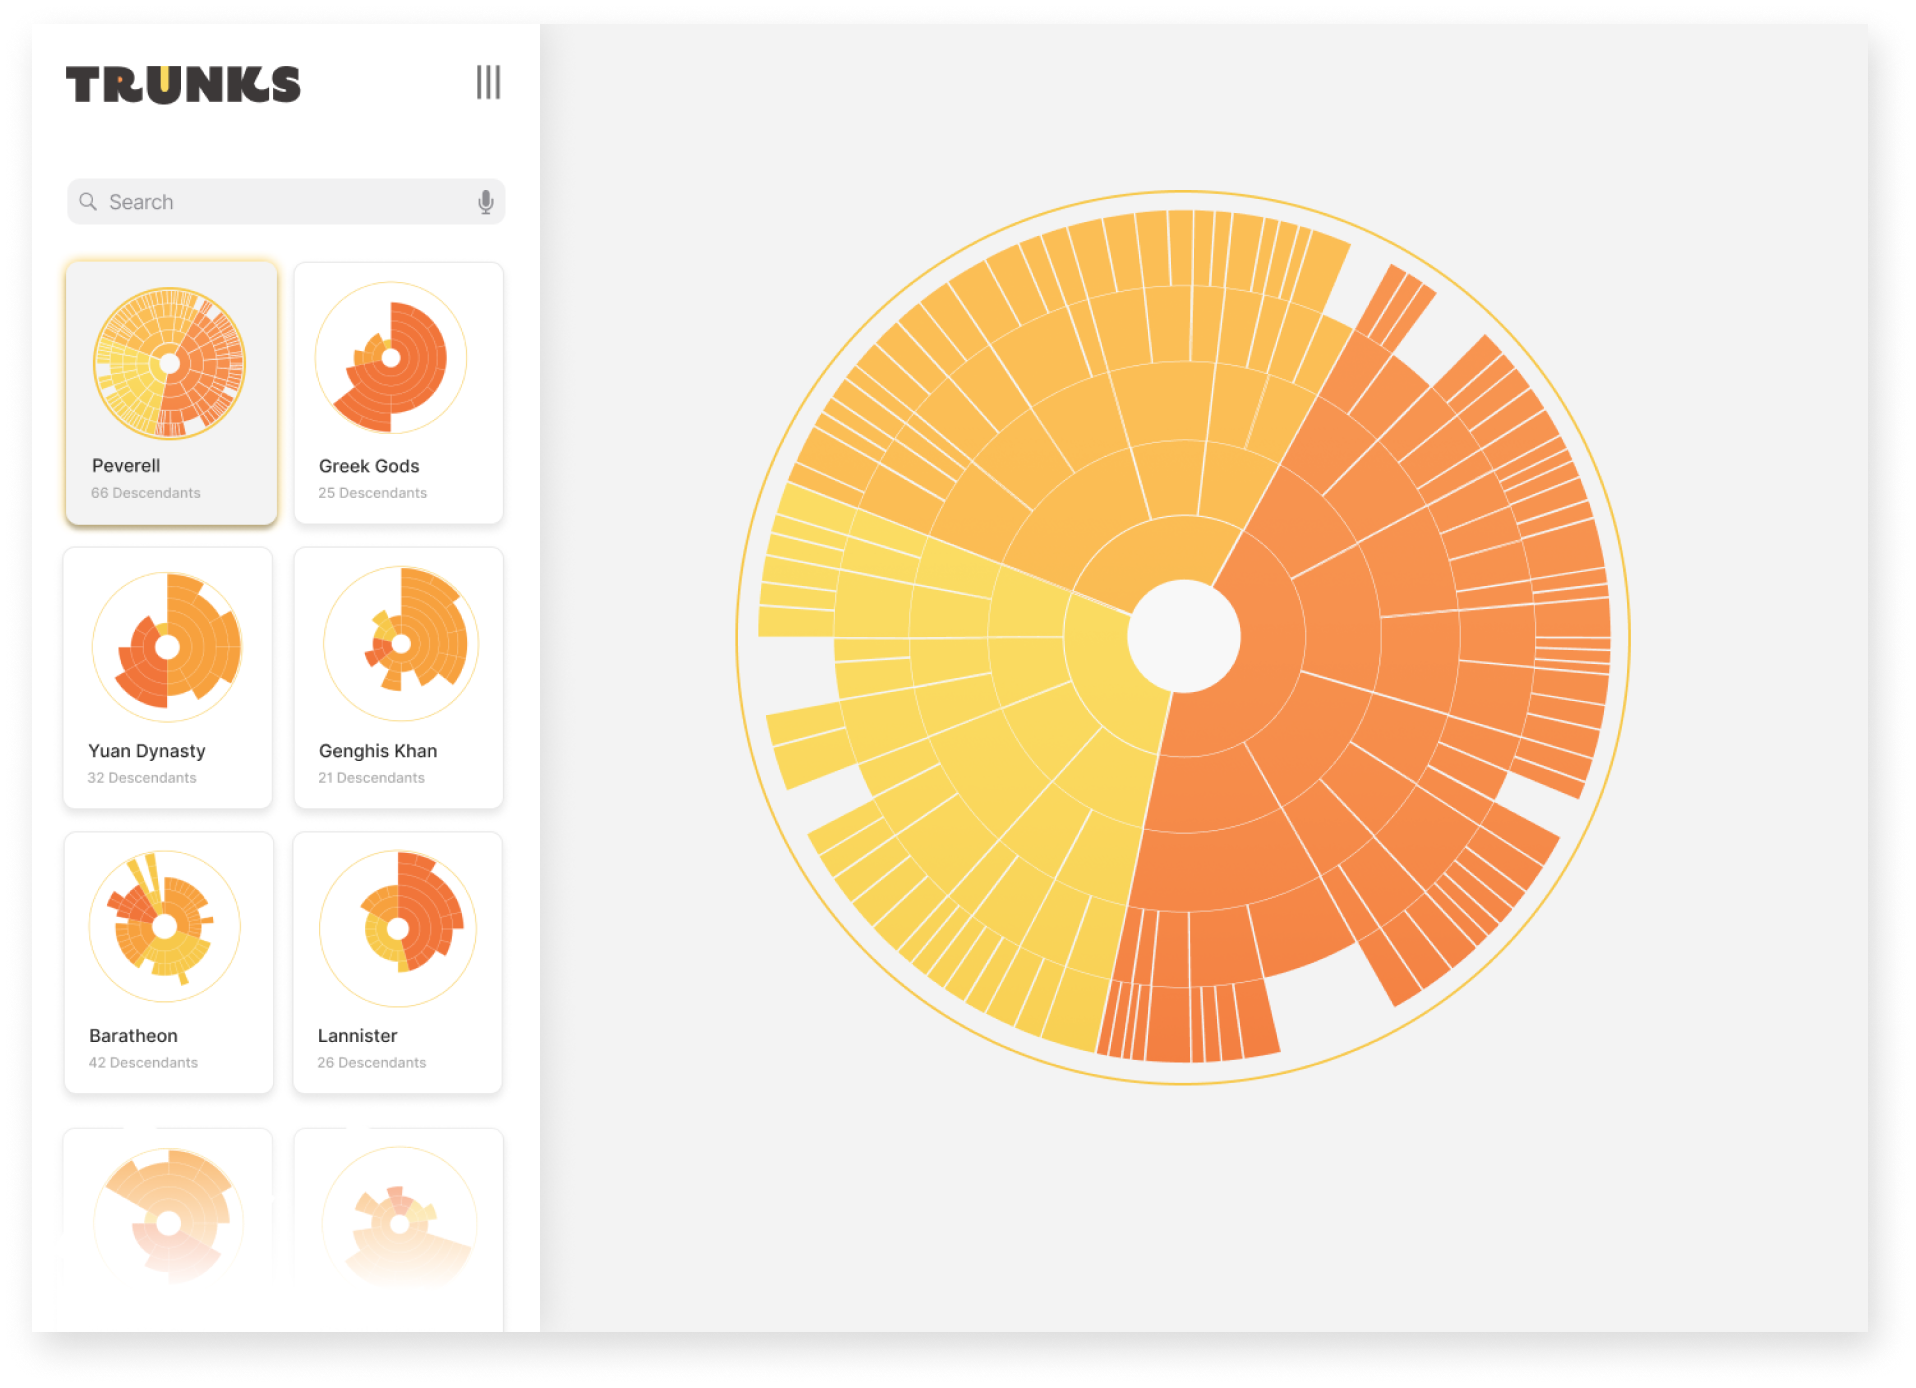 TRUNKS
Search
Peverell
66 Descendants
Greek Gods
25 Descendants
Yuan Dynasty
32 Descendants
Genghis Khan
21 Descendants
Baratheon
42 Descendants
Lannister
26 Descendants